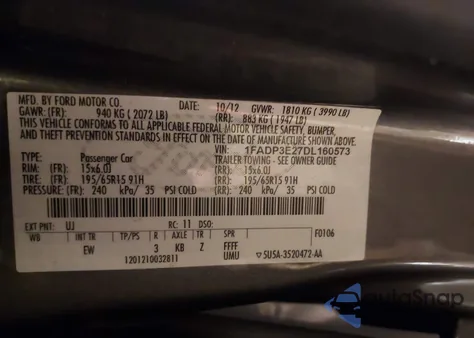 MFD. BY FORD MOTOR CO.
DATE: 10/12 GVWR: 1810 KG ( 3990 LB)
GAWR: (FR): 940 KG ( 2072 LB) (RR): 883 KG ( 1947 LB)
THIS VEHICLE CONFORMS TO ALL APPLICABLE FEDERAL MOTOR VEHICLE SAFETY, BUMPER,
AND THEFT PREVENTION STANDARDS IN EFFECT ON THE DATE OF MANUFACTURE SHOWN ABOVE.
VIN: 1FADP3E27DL160573
TYPE: Passenger Car TRAILER TOWING - SEE OWNER GUIDE
RIM: (FR): 15x6.0J (RR): 15x6.0J
TIRE: (FR): 195/65R15 91H (RR): 195/65R15 91H
PRESSURE: (FR): 240 kPa/ 35 PSI COLD (RR): 240 kPa/ 35 PSI COLD
EXT PNT: UJ RC: 11 DSO: F0106
WB INT TR TP/PS R AXLE TR SPR
EW 3 KB Z FFFF
1201210032811 UMU 5U5A-3520472-AA
autoSnap